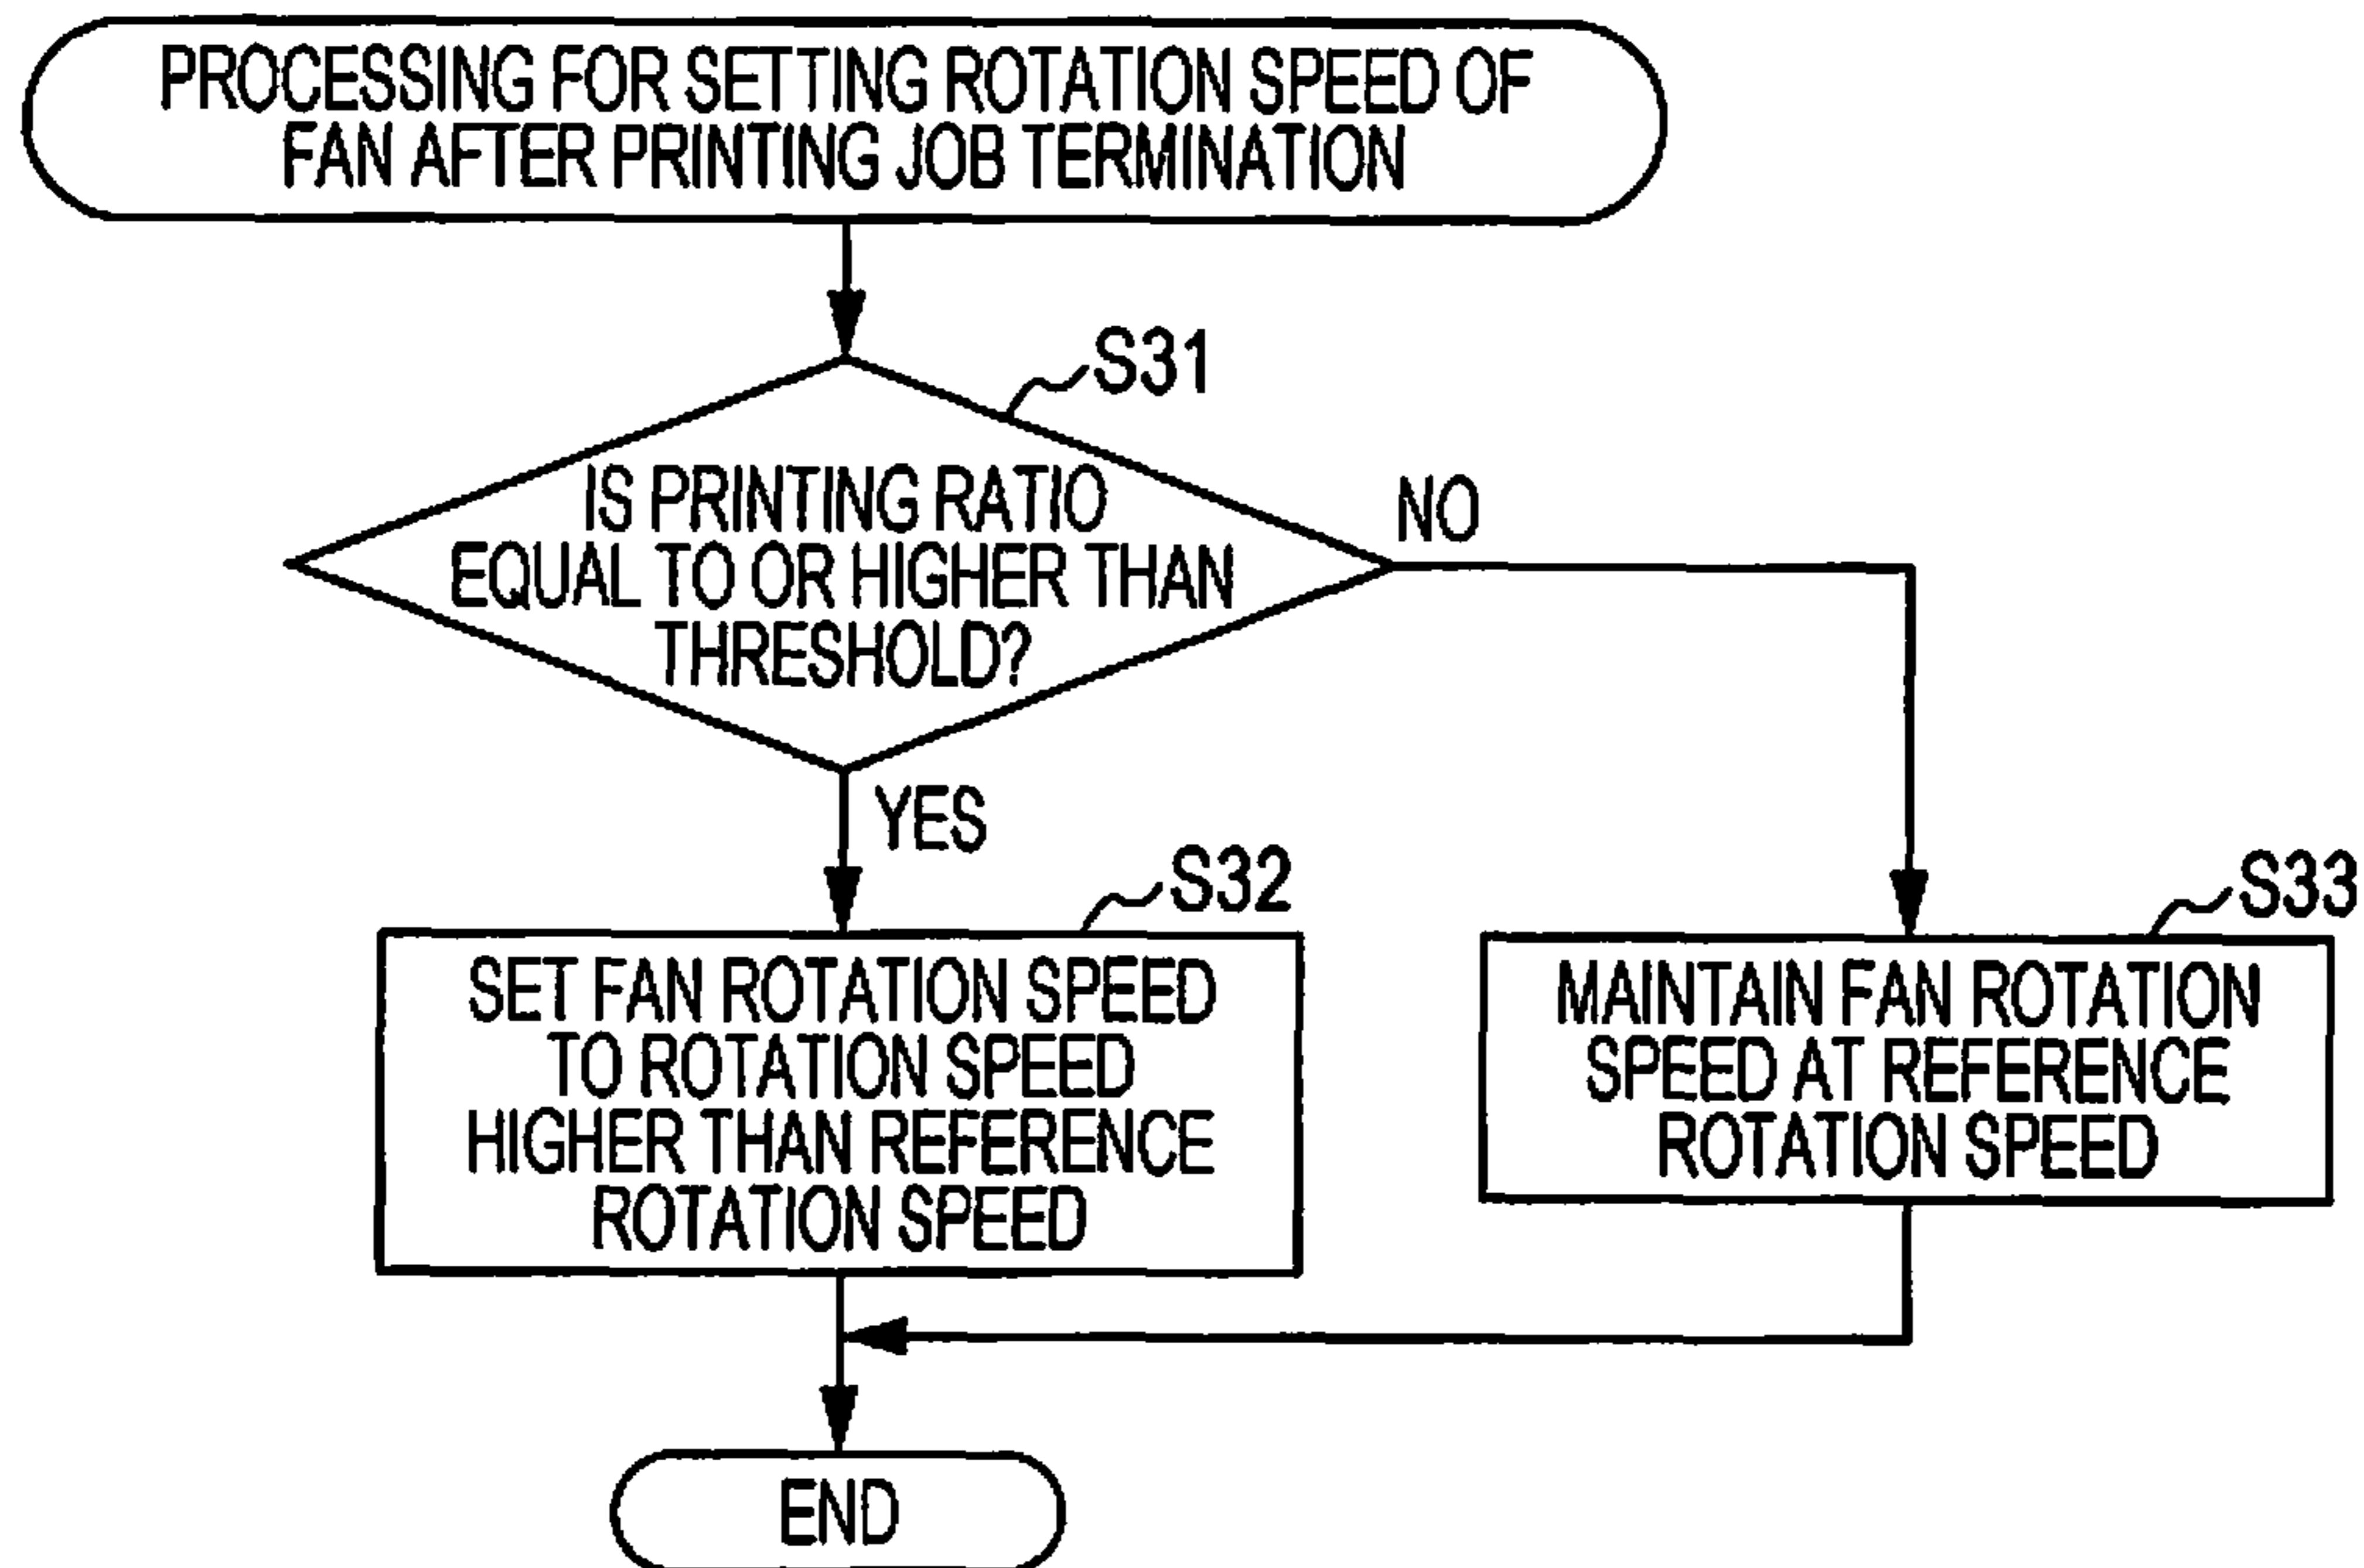 PROCESSING FOR SETTING ROTATION SPEED OF
FAN AFTER PRINTING JOB TERMINATION
S31
IS PRINTING RATIO
EQUAL TO OR HIGHER THAN
THRESHOLD?
NO
YES
S32
SET FAN ROTATION SPEED
TO ROTATION SPEED
HIGHER THAN REFERENCE
ROTATION SPEED
S33
MAINTAIN FAN ROTATION
SPEED AT REFERENCE
ROTATION SPEED
END